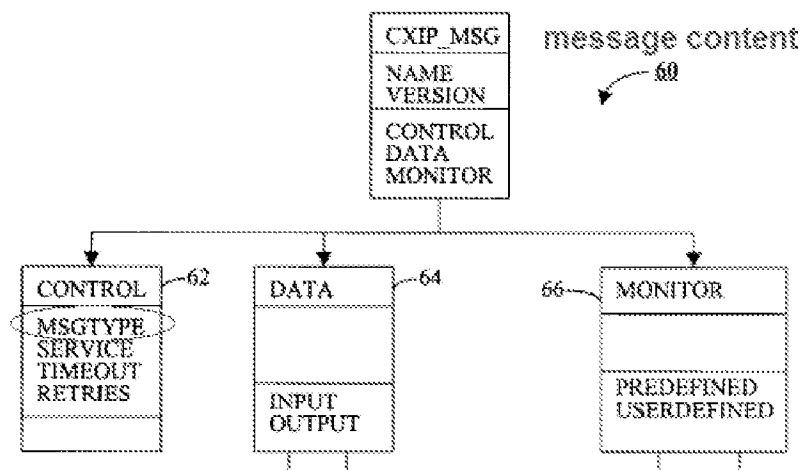 CXIP_MSG
message content
60
NAME
VERSION
CONTROL
DATA
MONITOR
CONTROL
62
MSGTYPE
SERVICE
TIMEOUT
RETRIES
DATA
64
INPUT
OUTPUT
66
MONITOR
PREDEFINED
USERDEFINED